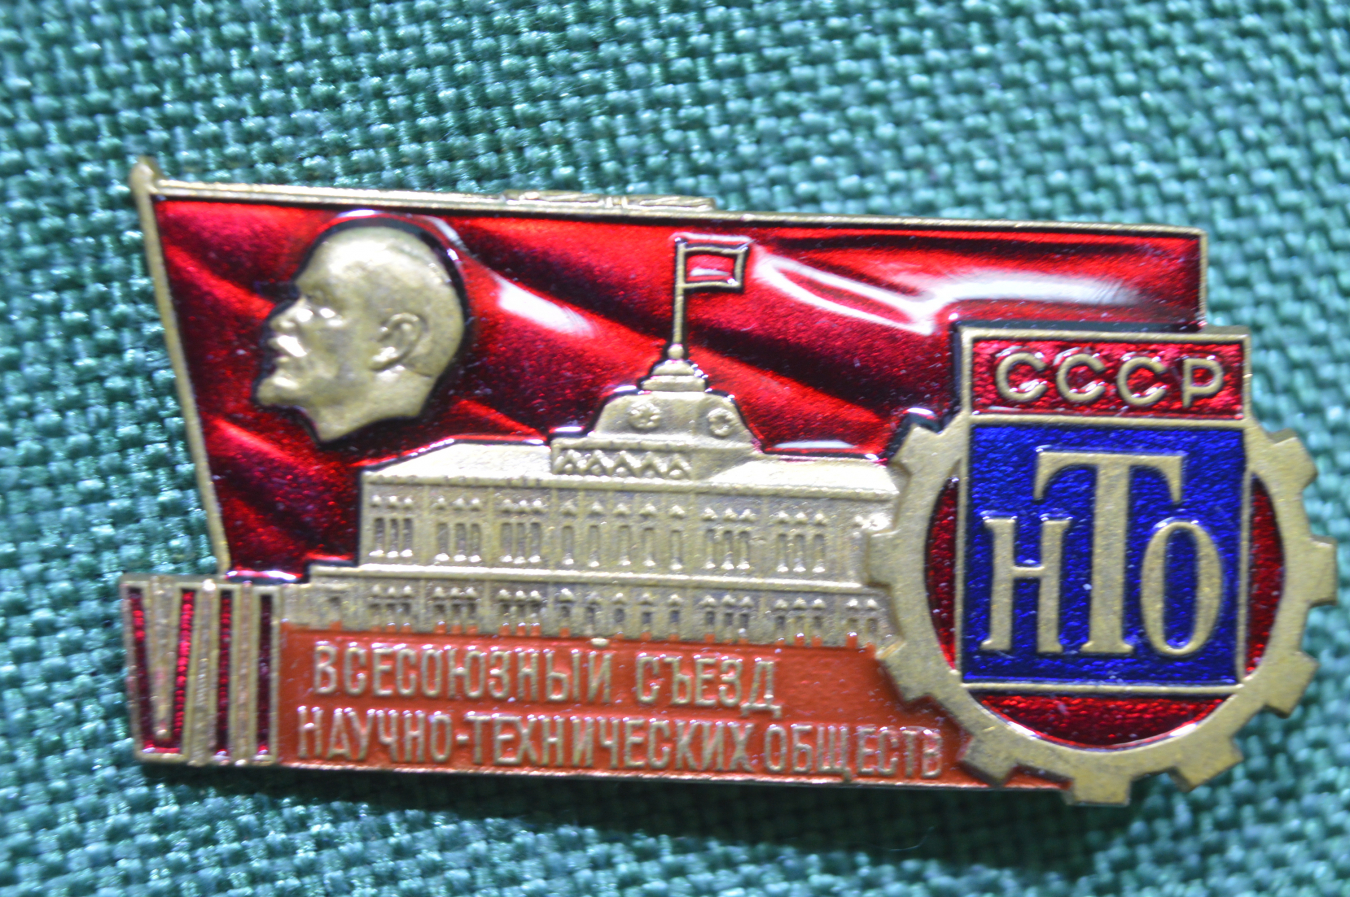 СССР
НТО
VII
ВСЕСОЮЗНЫЙ СЪЕЗД
НАУЧНО-ТЕХНИЧЕСКИХ ОБЩЕСТВ